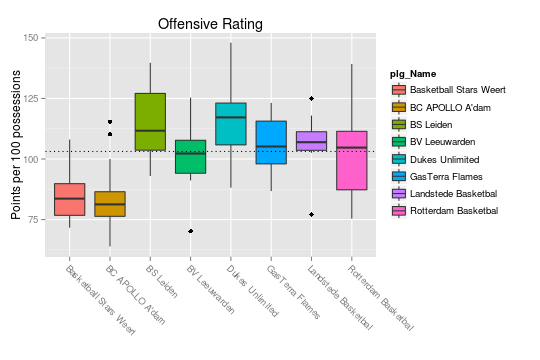 Offensive Rating
Points per 100 possessions
150
125
100
75
Basketball Stars Weert
BC APOLLO A'dam
BS Leiden
BV Leeuwarden
Dukes Unlimited
GasTerra Flames
Landstede Basketbal
Rotterdam Basketbal
plg_Name
Basketball Stars Weert
BC APOLLO A'dam
BS Leiden
BV Leeuwarden
Dukes Unlimited
GasTerra Flames
Landstede Basketbal
Rotterdam Basketbal